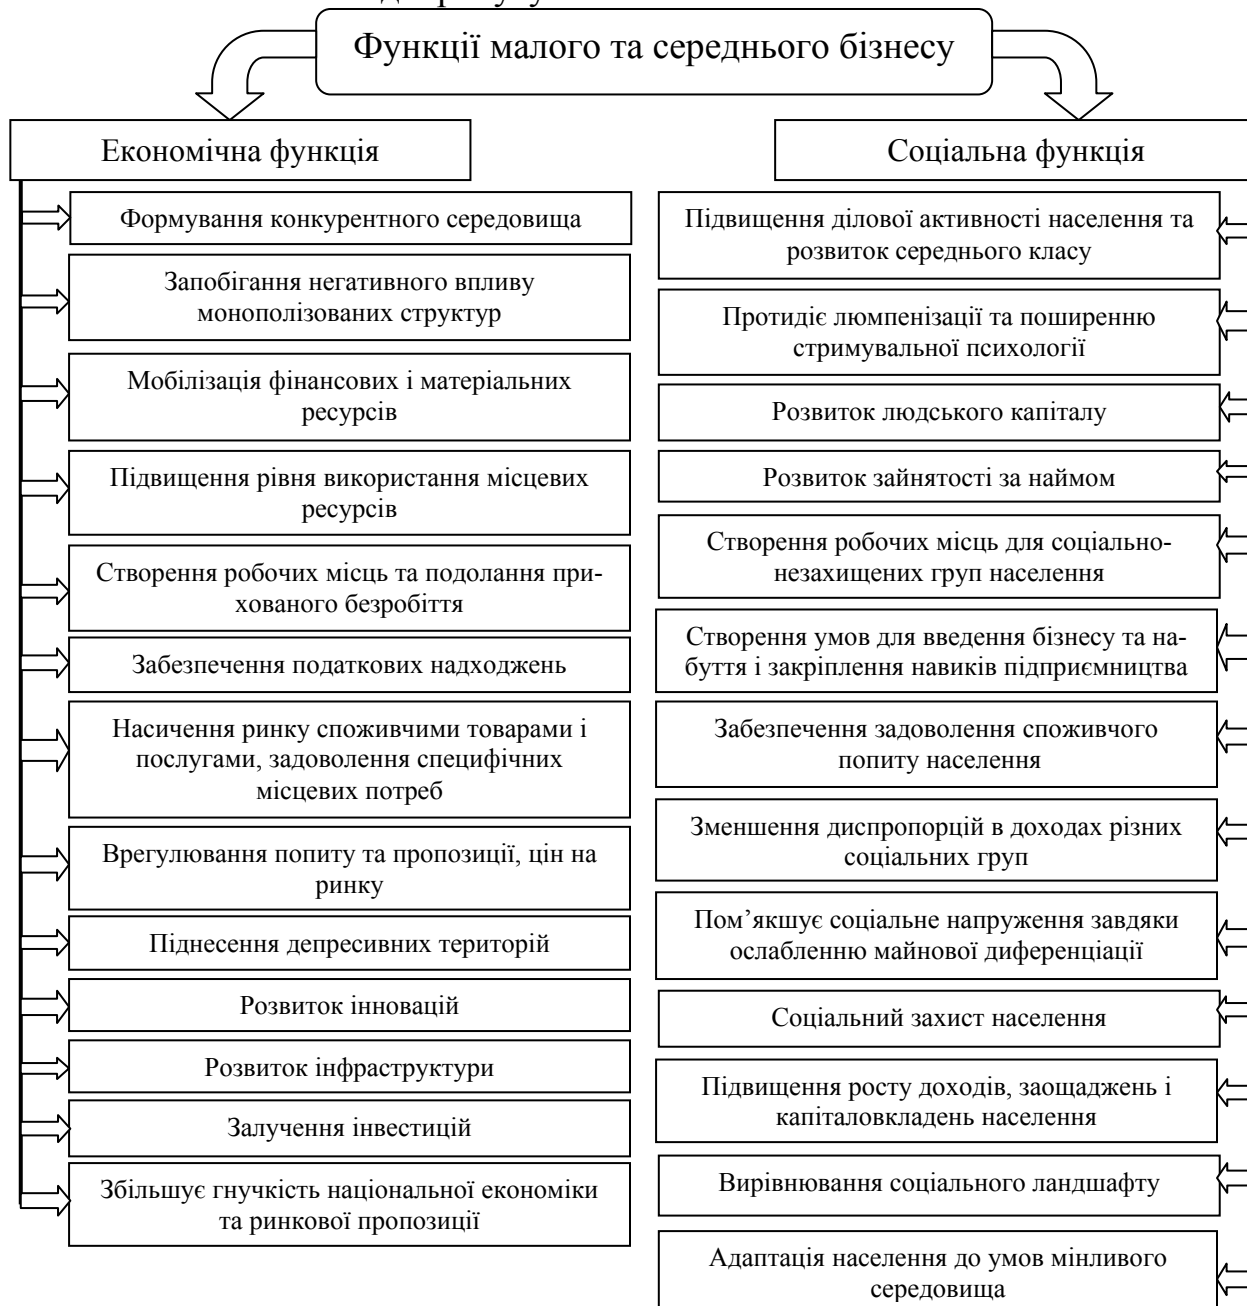 Функції малого та середнього бізнесу
Економічна функція
Формування конкурентного середовища
Запобігання негативного впливу
монополізованих структур
Мобілізація фінансових і матеріальних
ресурсів
Підвищення рівня використання місцевих
ресурсів
Створення робочих місць та подолання при-
хованого безробіття
Забезпечення податкових надходжень
Насичення ринку споживчими товарами і
послугами, задоволення специфічних
місцевих потреб
Врегулювання попиту та пропозиції, цін на
ринку
Піднесення депресивних територій
Розвиток інновацій
Розвиток інфраструктури
Залучення інвестицій
Збільшує гнучкість національної економіки
та ринкової пропозиції
Соціальна функція
Підвищення ділової активності населення та
розвиток середнього класу
Протидіє люмпенізації та поширенню
стримувальної психології
Розвиток людського капіталу
Розвиток зайнятості за наймом
Створення робочих місць для соціально-
незахищених груп населення
Створення умов для введення бізнесу та на-
буття і закріплення навиків підприємництва
Забезпечення задоволення споживчого
попиту населення
Зменшення диспропорцій в доходах різних
соціальних груп
Пом’якшує соціальне напруження завдяки
ослабленню майнової диференціації
Соціальний захист населення
Підвищення росту доходів, заощаджень і
капіталовкладень населення
Вирівнювання соціального ландшафту
Адаптація населення до умов мінливого
середовища